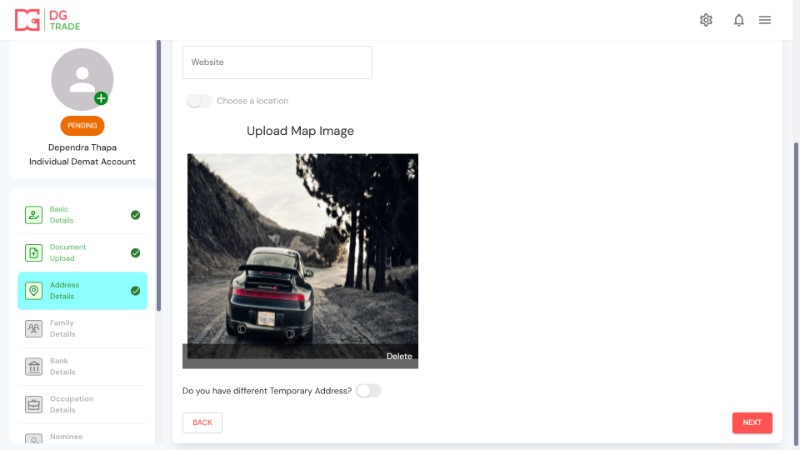 DG
TRADE
PENDING
Dependra Thapa
Individual Demat Account
Basic
Details
Document
Upload
Address
Details
Family
Details
Bank
Details
Occupation
Details
Nominee
Website
Choose a location
Upload Map Image
Delete
Do you have different Temporary Address?
BACK
NEXT